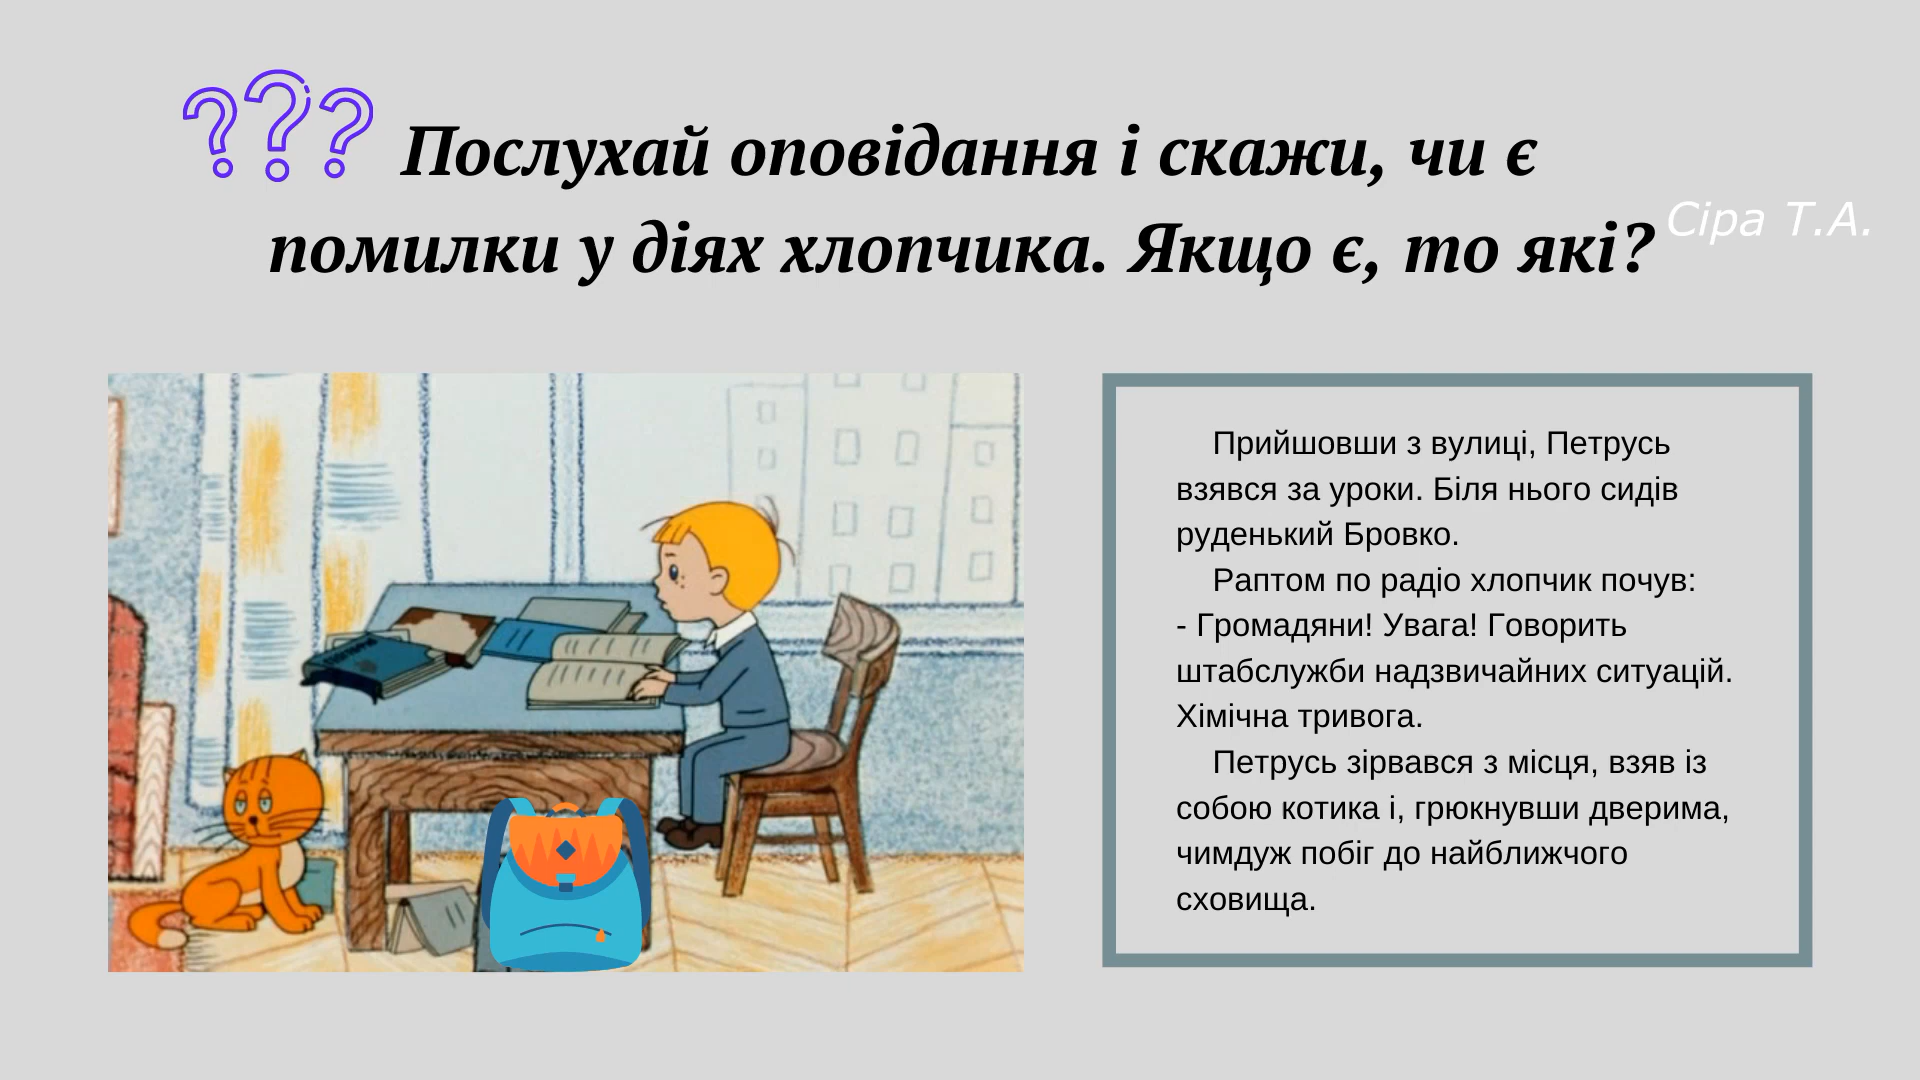 Послухай оповідання і скажи, чи є
помилки у діях хлопчика. Якщо є, то які?
Сіра Т.А.
Прийшовши з вулиці, Петрусь
взявся за уроки. Біля нього сидів
руденький Бровко.
Раптом по радіо хлопчик почув:
- Громадяни! Увага! Говорить
штабслужби надзвичайних ситуацій.
Хімічна тривога.
Петрусь зірвався з місця, взяв із
собою котика і, грюкнувши дверима,
чимдуж побіг до найближчого
сховища.